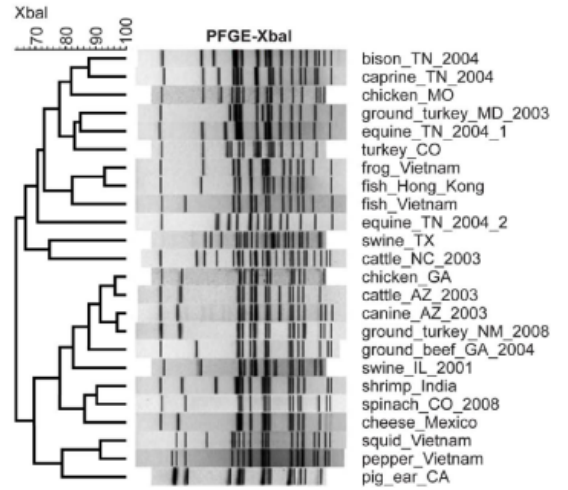 XbaI
PFGE-XbaI
70 80 90 100
bison_TN_2004
caprine_TN_2004
chicken_MO
ground_turkey_MD_2003
equine_TN_2004_1
turkey_CO
frog_Vietnam
fish_Hong_Kong
fish_Vietnam
equine_TN_2004_2
swine_TX
cattle_NC_2003
chicken_GA
cattle_AZ_2003
canine_AZ_2003
ground_turkey_NM_2008
ground_beef_GA_2004
swine_IL_2001
shrimp_India
spinach_CO_2008
cheese_Mexico
squid_Vietnam
pepper_Vietnam
pig_ear_CA